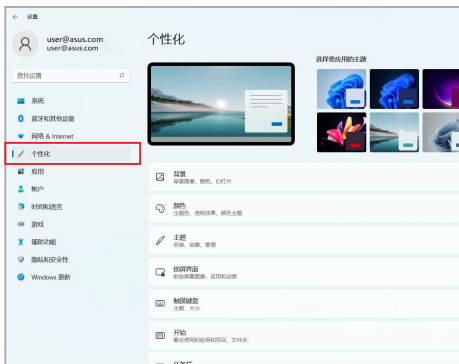 设置
user@asus.com
user@asus.com
查找设置
系统
蓝牙和其他设备
网络 & Internet
个性化
应用
帐户
时间和语言
游戏
辅助功能
隐私和安全性
Windows 更新
个性化
选择要应用的主题
背景
背景图像、颜色、幻灯片
颜色
主题色、透明效果、颜色主题
主题
安装、创建、管理
锁屏界面
锁定屏幕图像、应用和动画
触摸键盘
主题、大小
开始
最近使用的应用和项目、文件夹
任务栏